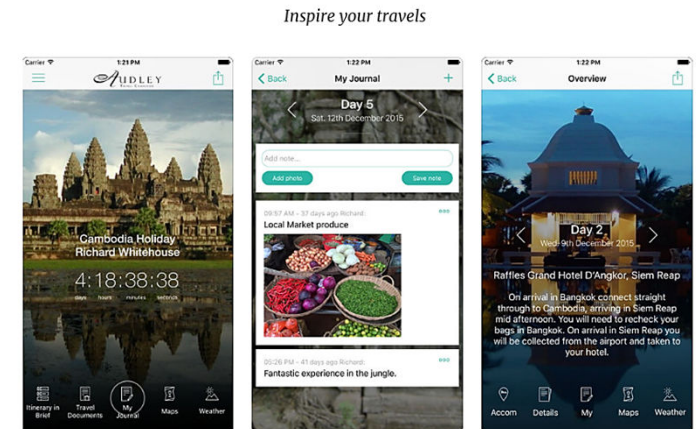 Inspire your travels
Carrier 1:21 PM
AUDLEY
Cambodia Holiday
Richard Whitehouse
4:18:38:38
days hours minutes seconds
Itinerary in Brief
Travel Documents
My Journal
Maps
Weather
Carrier 1:22 PM
Back My Journal +
Day 5
Sat. 12th December 2015
Add note...
Add photo Save note
09:57 AM - 37 days ago Richard:
Local Market produce
05:26 PM - 41 days ago Richard:
Fantastic experience in the jungle.
Carrier 1:22 PM
Back Overview
Day 2
Wed. 9th December 2015
Raffles Grand Hotel D'Angkor, Siem Reap
On arrival in Bangkok connect straight
through to Cambodia, arriving in Siem Reap
mid afternoon. You will need to recheck your
bags in Bangkok. On arrival in Siem Reap you
will be collected from the airport and taken to
your hotel.
Accom Details My Maps Weather